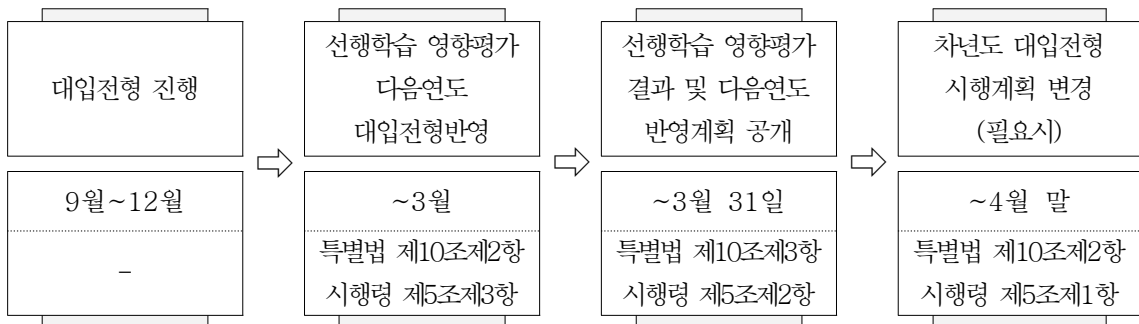 대입전형 진행
9월~12월
-
선행학습 영향평가
다음연도
대입전형반영
~3월
특별법 제10조제2항
시행령 제5조제3항
선행학습 영향평가
결과 및 다음연도
반영계획 공개
~3월 31일
특별법 제10조제3항
시행령 제5조제2항
차년도 대입전형
시행계획 변경
(필요시)
~4월 말
특별법 제10조제2항
시행령 제5조제1항